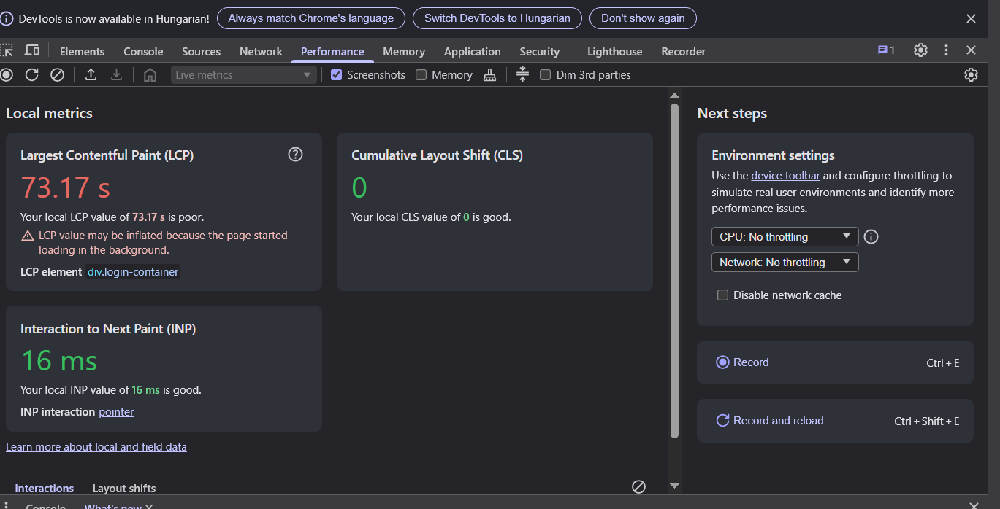 DevTools is now available in Hungarian! Always match Chrome's language Switch DevTools to Hungarian Don't show again
Elements Console Sources Network Performance Memory Application Security Lighthouse Recorder 1
Live metrics Screenshots Memory Dim 3rd parties
Local metrics
Largest Contentful Paint (LCP)
73.17 s
Your local LCP value of 73.17 s is poor.
LCP value may be inflated because the page started
loading in the background.
LCP element div.login-container
Cumulative Layout Shift (CLS)
0
Your local CLS value of 0 is good.
Interaction to Next Paint (INP)
16 ms
Your local INP value of 16 ms is good.
INP interaction pointer
Learn more about local and field data
Interactions Layout shifts
Next steps
Environment settings
Use the device toolbar and configure throttling to
simulate real user environments and identify more
performance issues.
CPU: No throttling
Network: No throttling
Disable network cache
Record Ctrl + E
Record and reload Ctrl + Shift + E
Console What's new